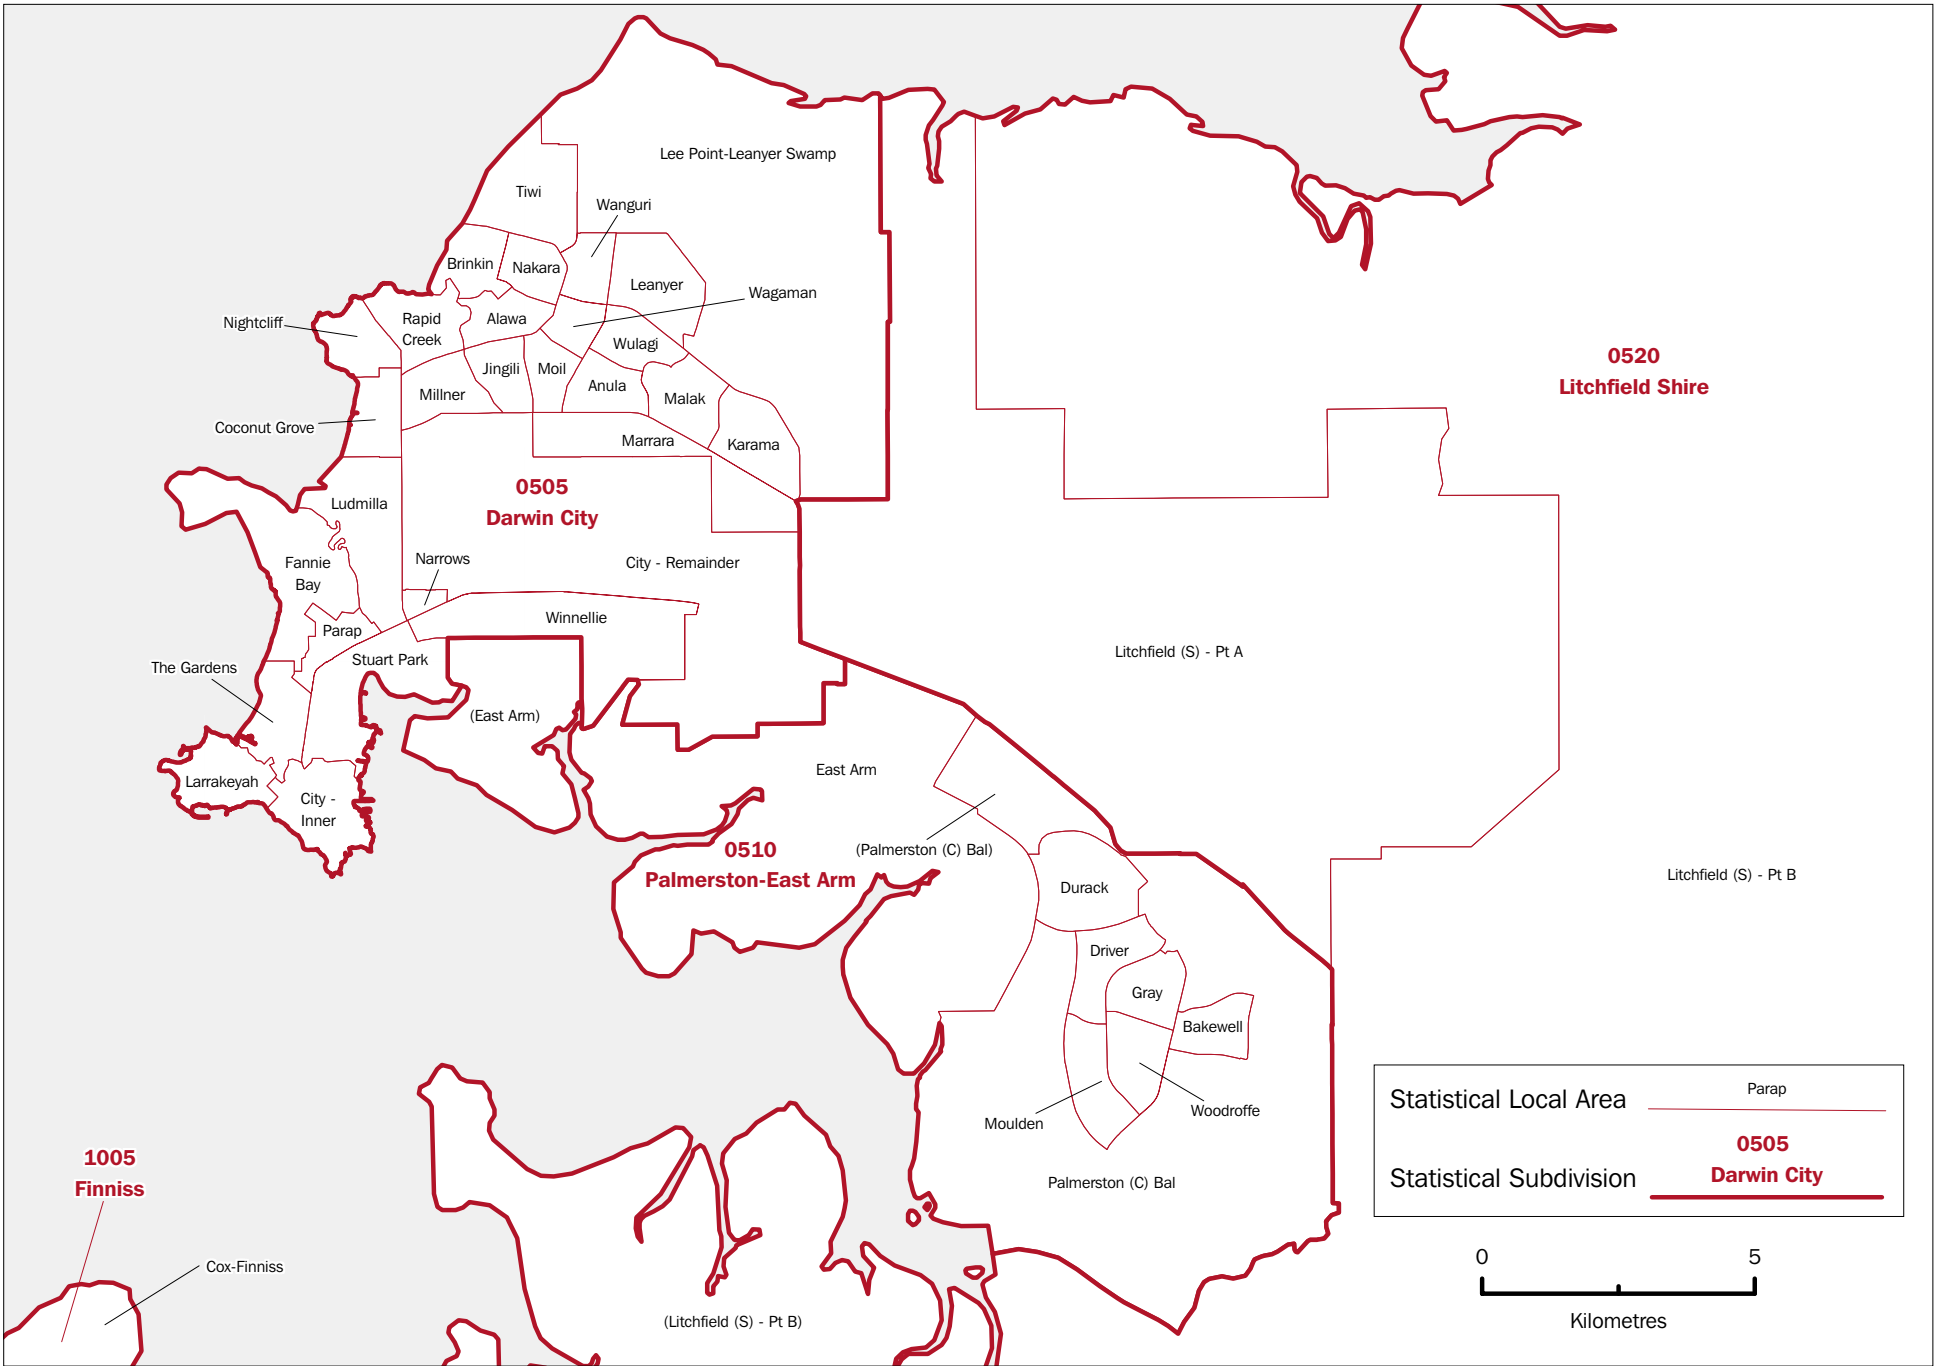 Lee Point-Leanyer Swamp
Tiwi
Wanguri
Brinkin
Nakara
Leanyer
Wagaman
Nightcliff
Rapid
Creek
Alawa
Wulagi
Jingili
Moil
Anula
Millner
Malak
Coconut Grove
Marrara
Karama
0520
Litchfield Shire
0505
Darwin City
Ludmilla
Narrows
City - Remainder
Fannie
Bay
Winnellie
Parap
Stuart Park
The Gardens
Litchfield (S) - Pt A
(East Arm)
East Arm
Larrakeyah
City -
Inner
0510
Palmerston-East Arm
(Palmerston (C) Bal)
Durack
Litchfield (S) - Pt B
Driver
Gray
Bakewell
Moulden
Woodroffe
Palmerston (C) Bal
1005
Finniss
Cox-Finniss
(Litchfield (S) - Pt B)
Statistical Local Area
Parap
Statistical Subdivision
0505
Darwin City
0 5
Kilometres